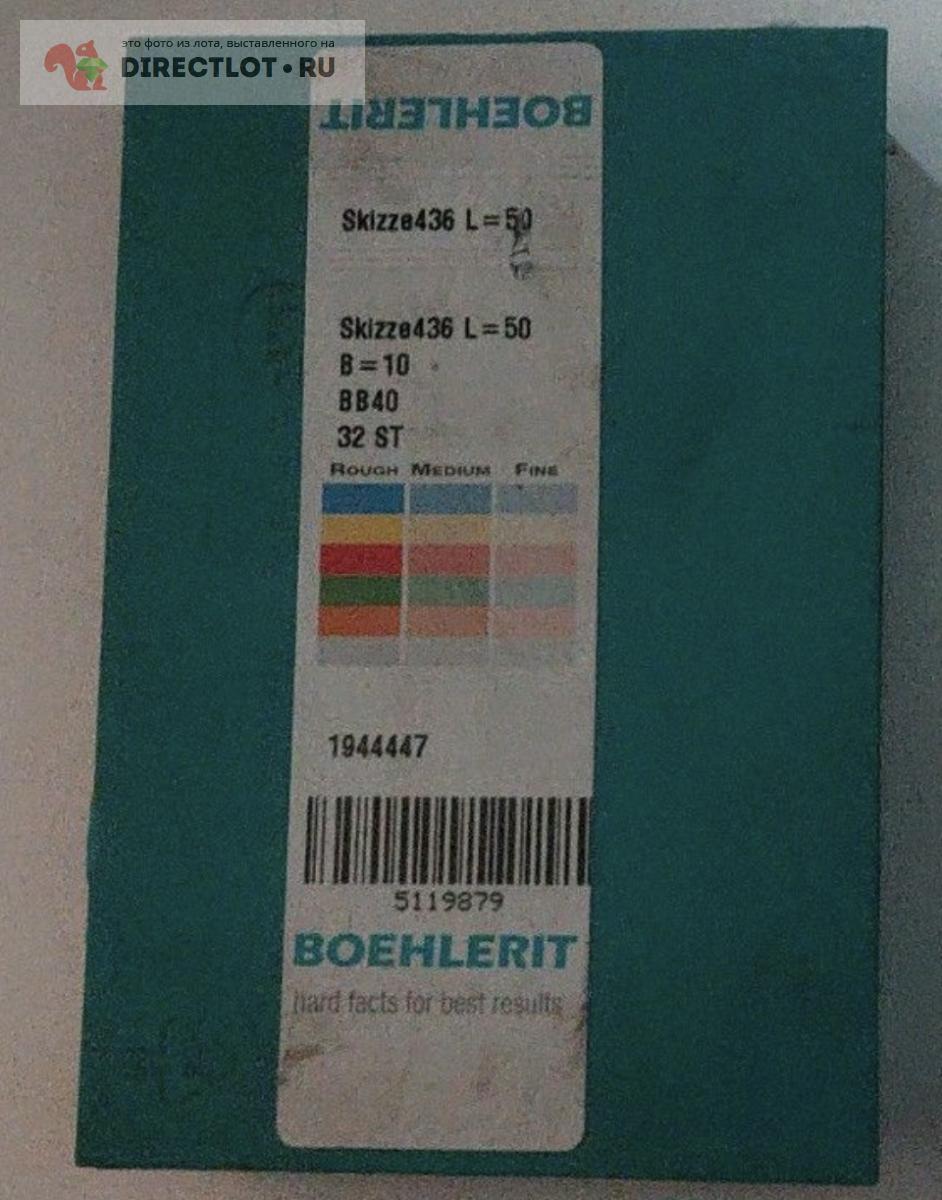 это фото из лота, выставленного на
DIRECTLOT•RU
BOEHLERIT
Skizze436 L=50
Skizze436 L=50
B=10
BB40
32 ST
ROUGH MEDIUM FINE
1944447
5119879
BOEHLERIT
hard facts for best results